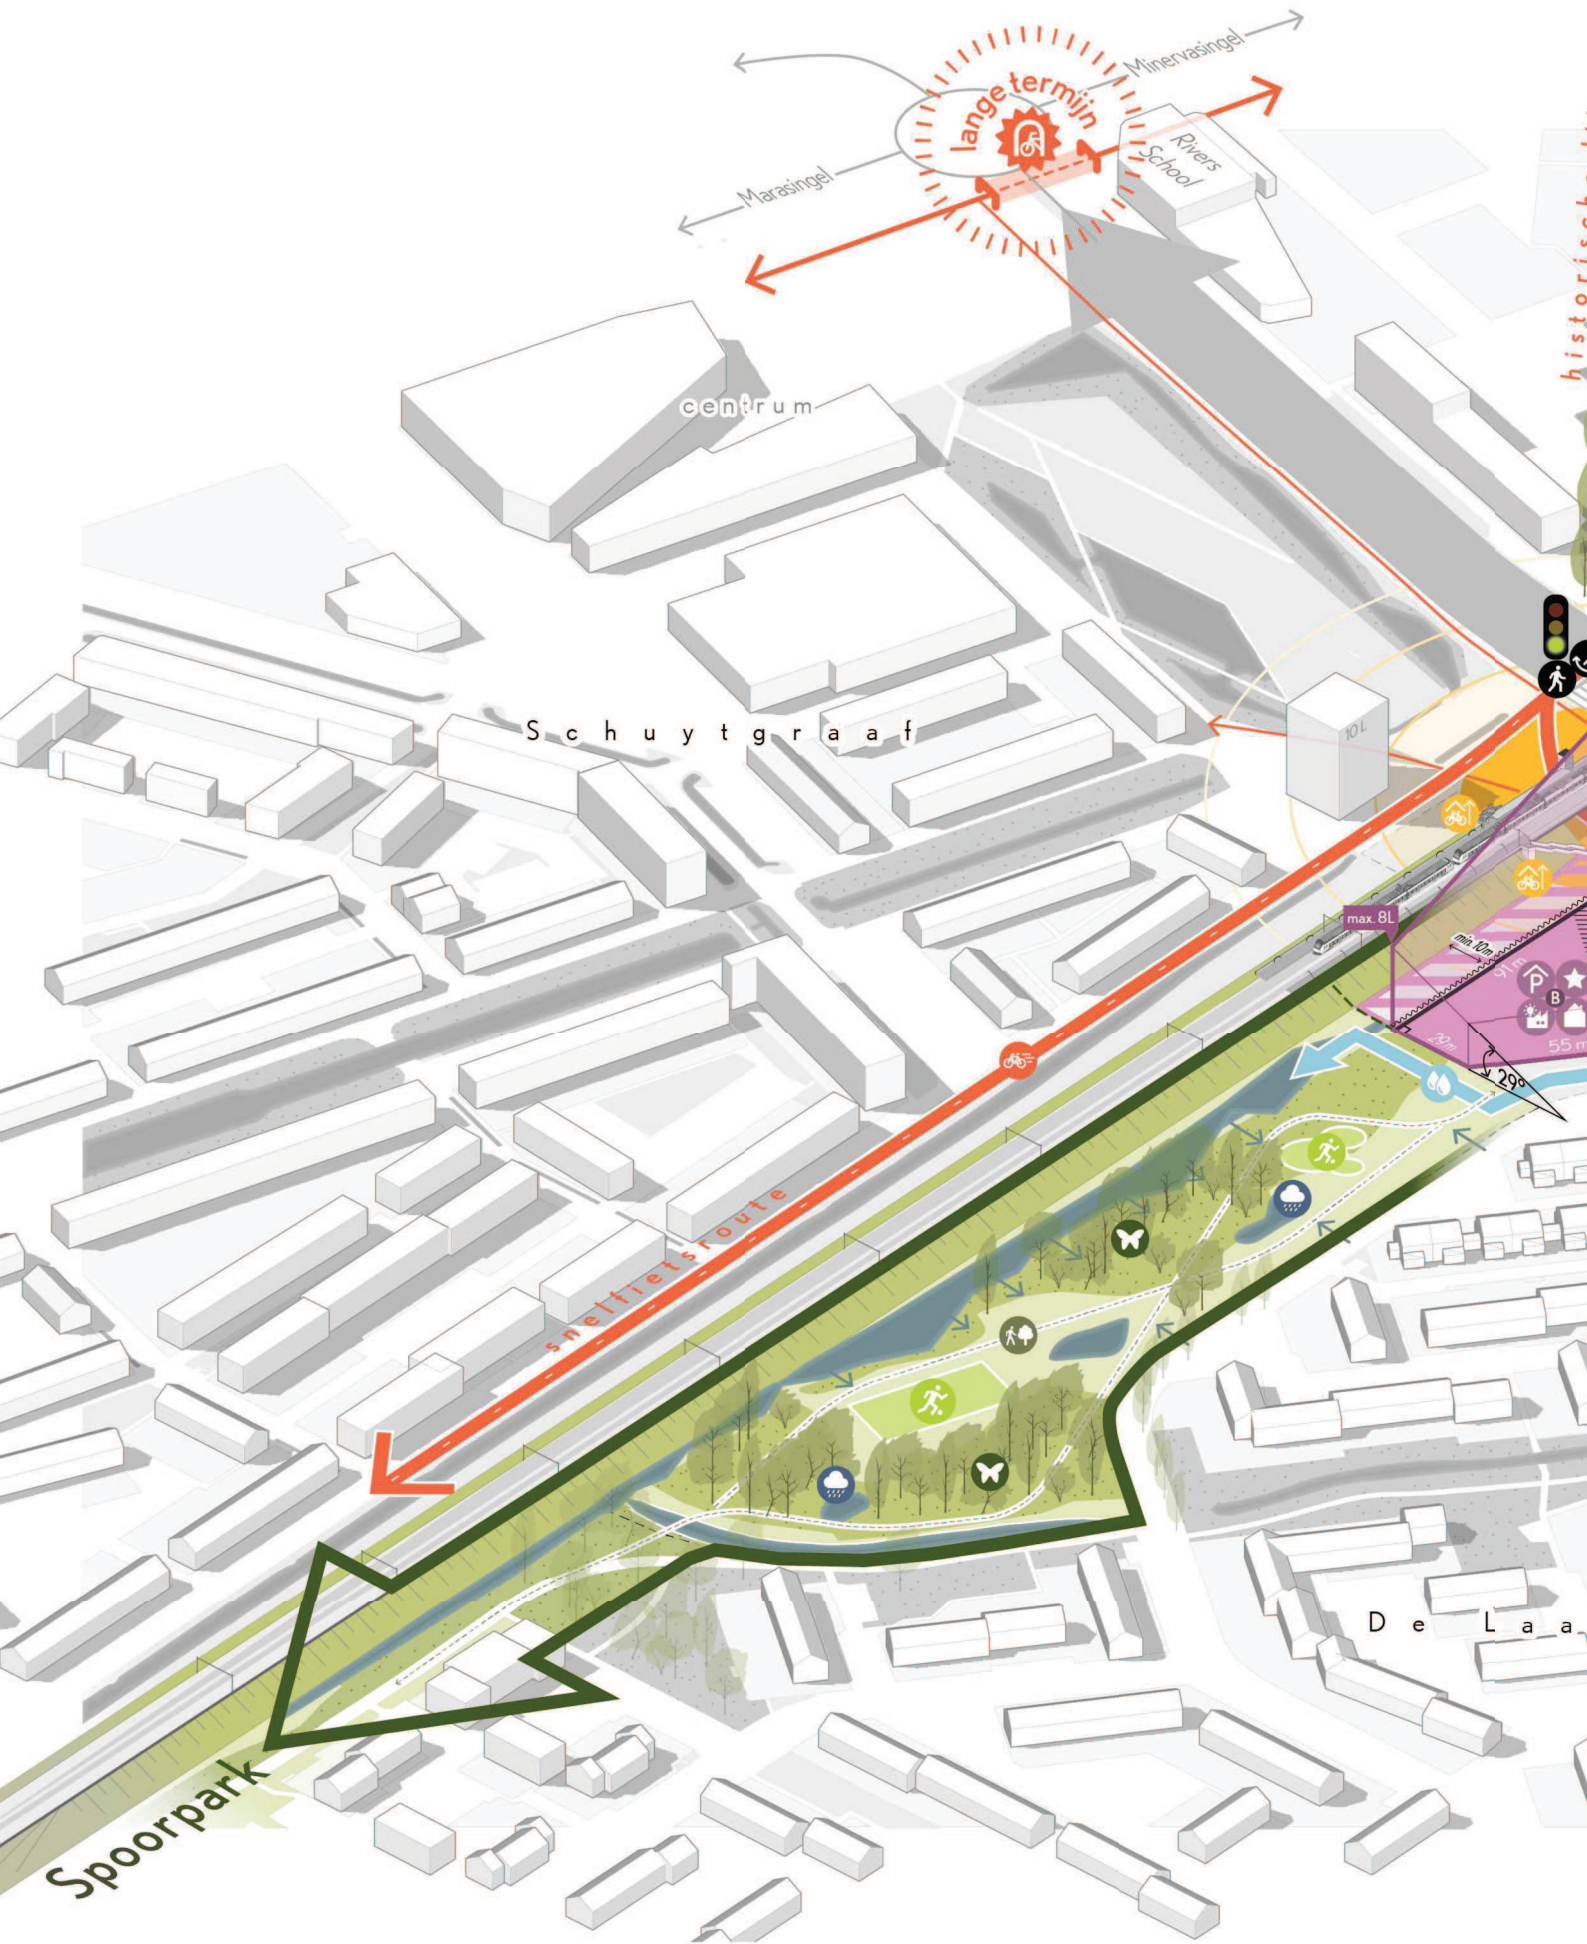 Minervasingel
lange termijn
Rivers
School
Marasingel
centrum
Schuytgraaf
10 L
max. 8L
min. 10m
91 m
P
B
29m
55 m
29°
snelfietsroute
De Laa
Spoorpark